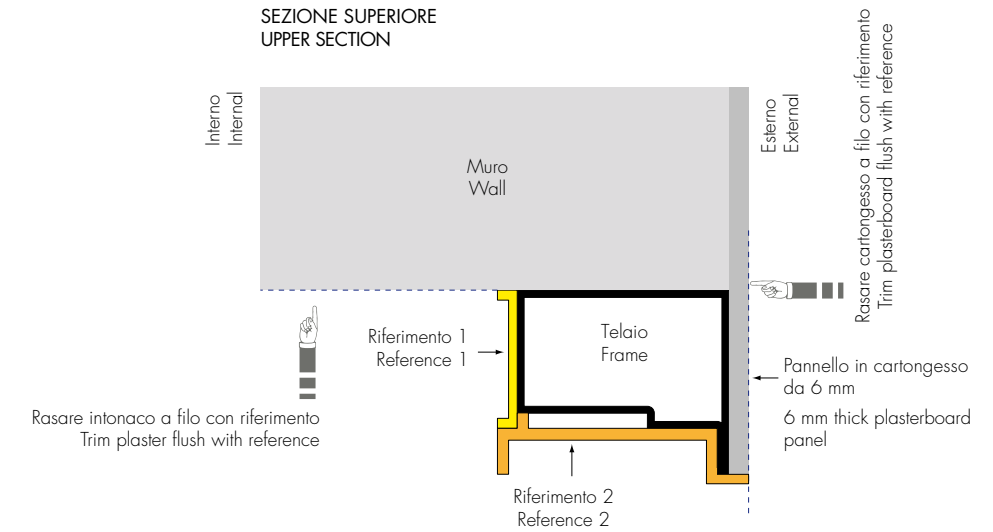 SEZIONE SUPERIORE
UPPER SECTION
Interno
Internal
Muro
Wall
Esterno
External
Rasare cartongesso a filo con riferimento
Trim plasterboard flush with reference
Riferimento 1
Reference 1
Telaio
Frame
Pannello in cartongesso
da 6 mm
6 mm thick plasterboard
panel
Rasare intonaco a filo con riferimento
Trim plaster flush with reference
Riferimento 2
Reference 2